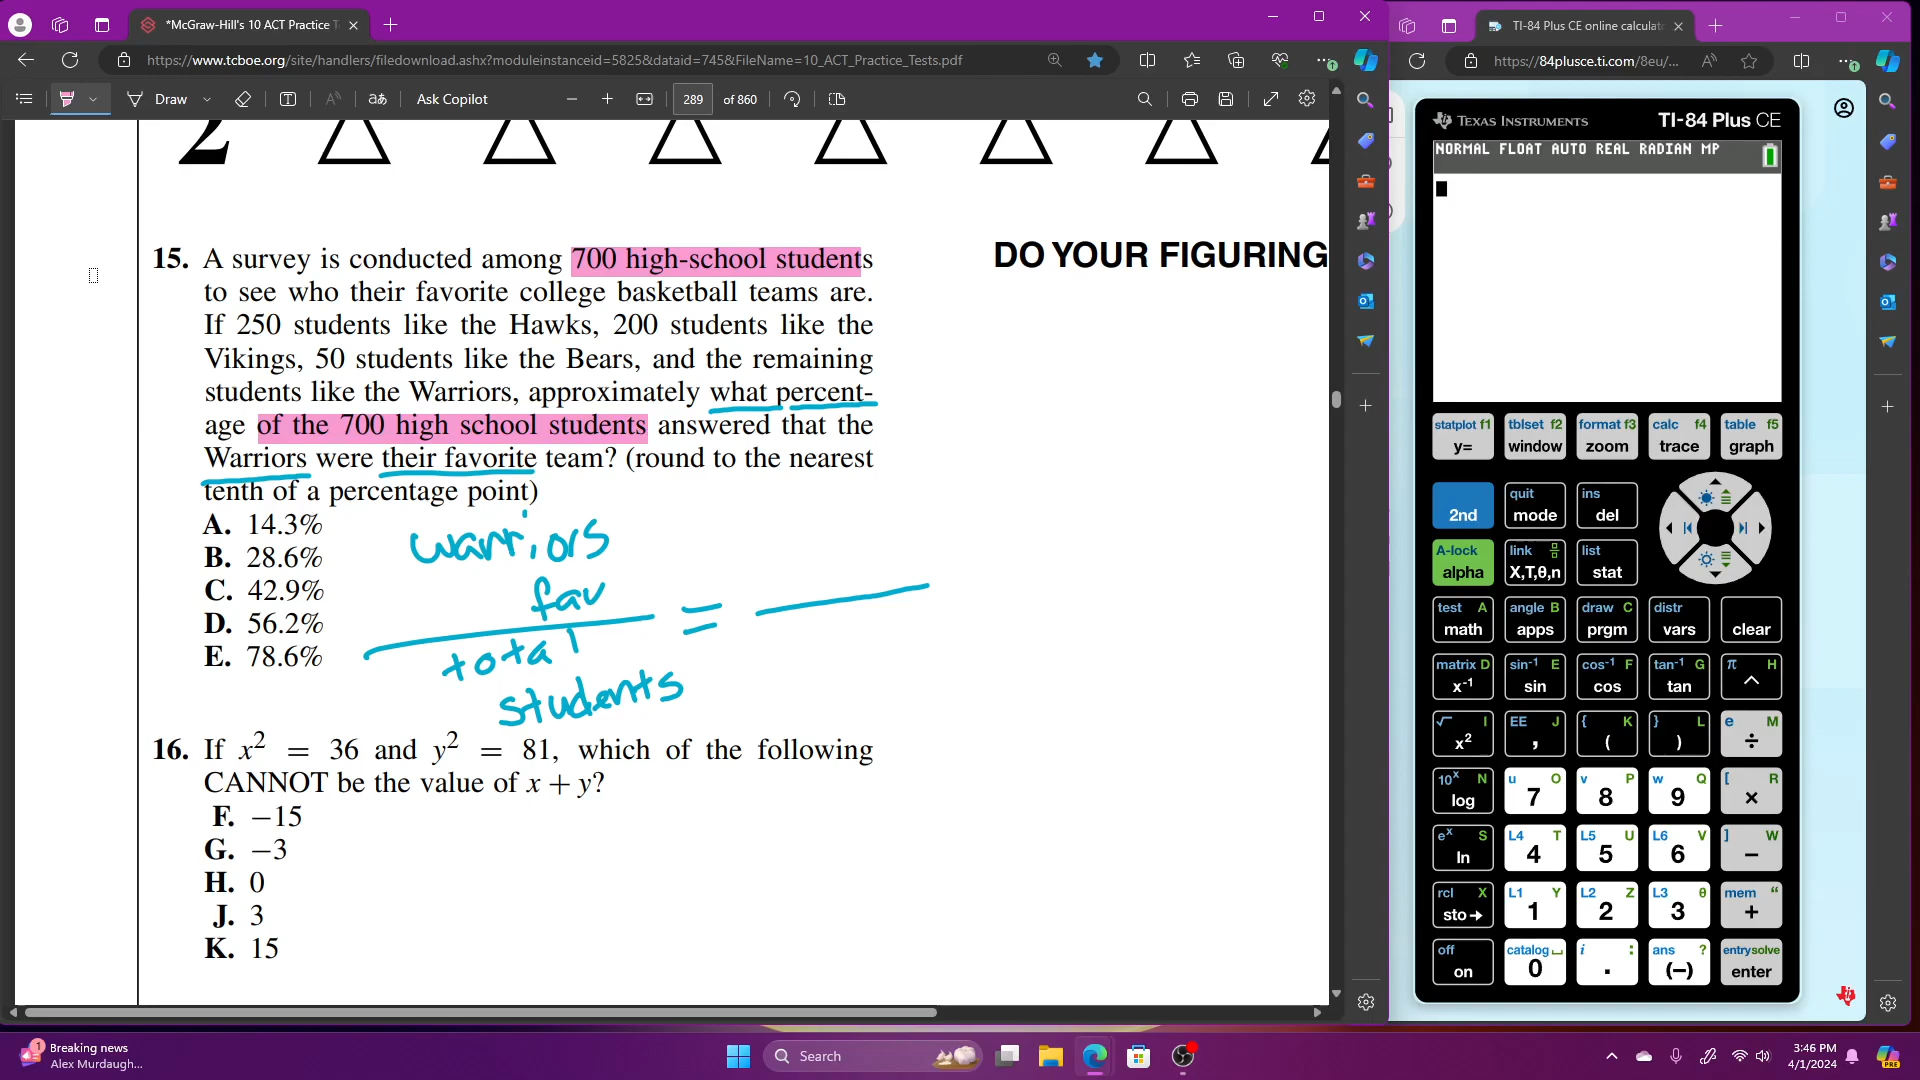 *McGraw-Hill's 10 ACT Practice T
TI-84 Plus CE online calculat
https://www.tcboe.org/site/handlers/filedownload.ashx?moduleinstanceid=5825&dataid=745&FileName=10_ACT_Practice_Tests.pdf
https://84plusce.ti.com/8eu/...
Draw
Ask Copilot
289 of 860
2
15. A survey is conducted among 700 high-school students
to see who their favorite college basketball teams are.
If 250 students like the Hawks, 200 students like the
Vikings, 50 students like the Bears, and the remaining
students like the Warriors, approximately what percent-
age of the 700 high school students answered that the
Warriors were their favorite team? (round to the nearest
tenth of a percentage point)
A. 14.3%
B. 28.6%
C. 42.9%
D. 56.2%
E. 78.6%
warriors
fav
=
total
students
DO YOUR FIGURING
16. If x² = 36 and y² = 81, which of the following
CANNOT be the value of x + y?
F. −15
G. −3
H. 0
J. 3
K. 15
TEXAS INSTRUMENTS TI-84 Plus CE
NORMAL FLOAT AUTO REAL RADIAN MP
statplot f1 tblset f2 format f3 calc f4 table f5
y= window zoom trace graph
quit ins
2nd mode del
A-lock link list
alpha X,T,θ,n stat
test A angle B draw C distr
math apps prgm vars clear
matrix D sin⁻¹ E cos⁻¹ F tan⁻¹ G π H
x⁻¹ sin cos tan ^
√ I EE J { K } L e M
x² , ( ) ÷
10ˣ N u O v P w Q [ R
log 7 8 9 ×
eˣ S L4 T L5 U L6 V ] W
ln 4 5 6 −
rcl X L1 Y L2 Z L3 θ mem “
sto→ 1 2 3 +
off catalog i : ans ? entry solve
on 0 . (−) enter
1
Breaking news
Alex Murdaugh...
Search
PRE
3:46 PM
4/1/2024